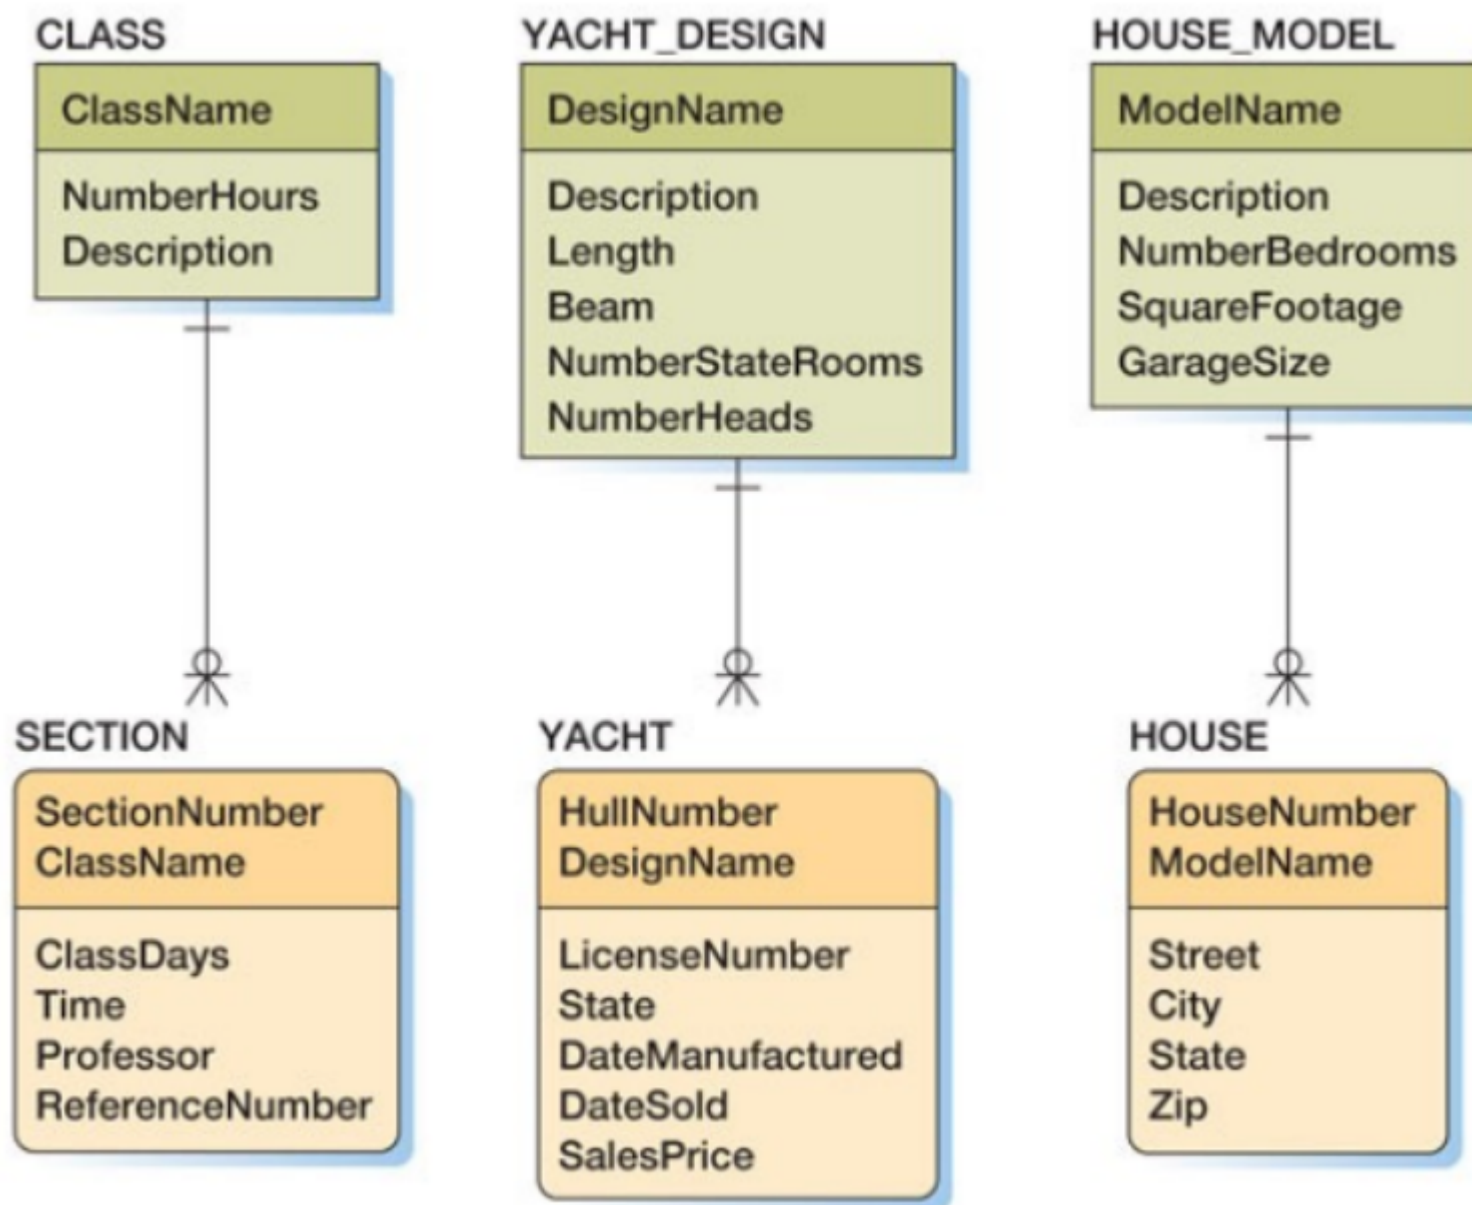 CLASS
ClassName
NumberHours
Description
YACHT_DESIGN
DesignName
Description
Length
Beam
NumberStateRooms
NumberHeads
HOUSE_MODEL
ModelName
Description
NumberBedrooms
SquareFootage
GarageSize
SECTION
SectionNumber
ClassName
ClassDays
Time
Professor
ReferenceNumber
YACHT
HullNumber
DesignName
LicenseNumber
State
DateManufactured
DateSold
SalesPrice
HOUSE
HouseNumber
ModelName
Street
City
State
Zip